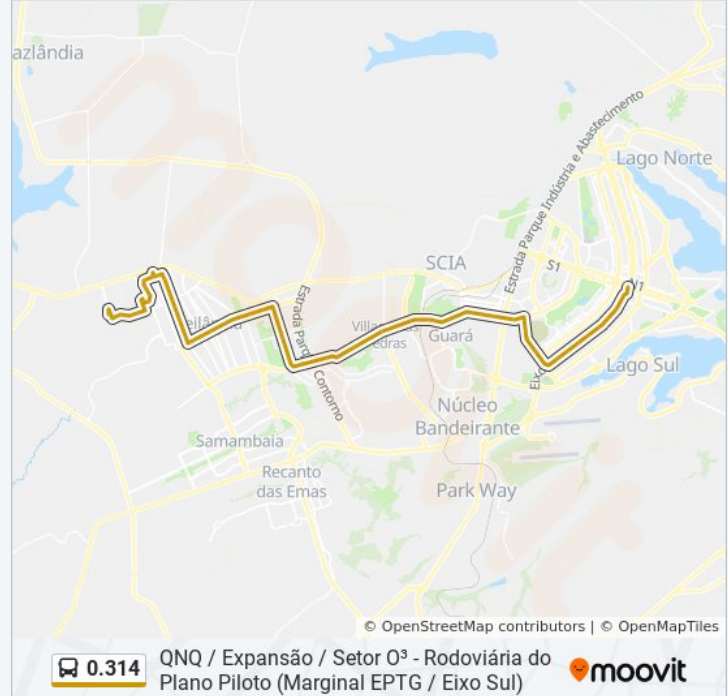 azlândia
Lago Norte
Estrada Parque Indústria e Abastecimento
SCIA
S1
N1
Estrada Parque Contorno
eilândia
Guará
Lago Sul
Núcleo
Bandeirante
Samambaia
Recanto
das Emas
Park Way
© OpenStreetMap contributors | © OpenMapTiles
0.314
QNQ / Expansão / Setor O³ - Rodoviária do
Plano Piloto (Marginal EPTG / Eixo Sul)
moovit